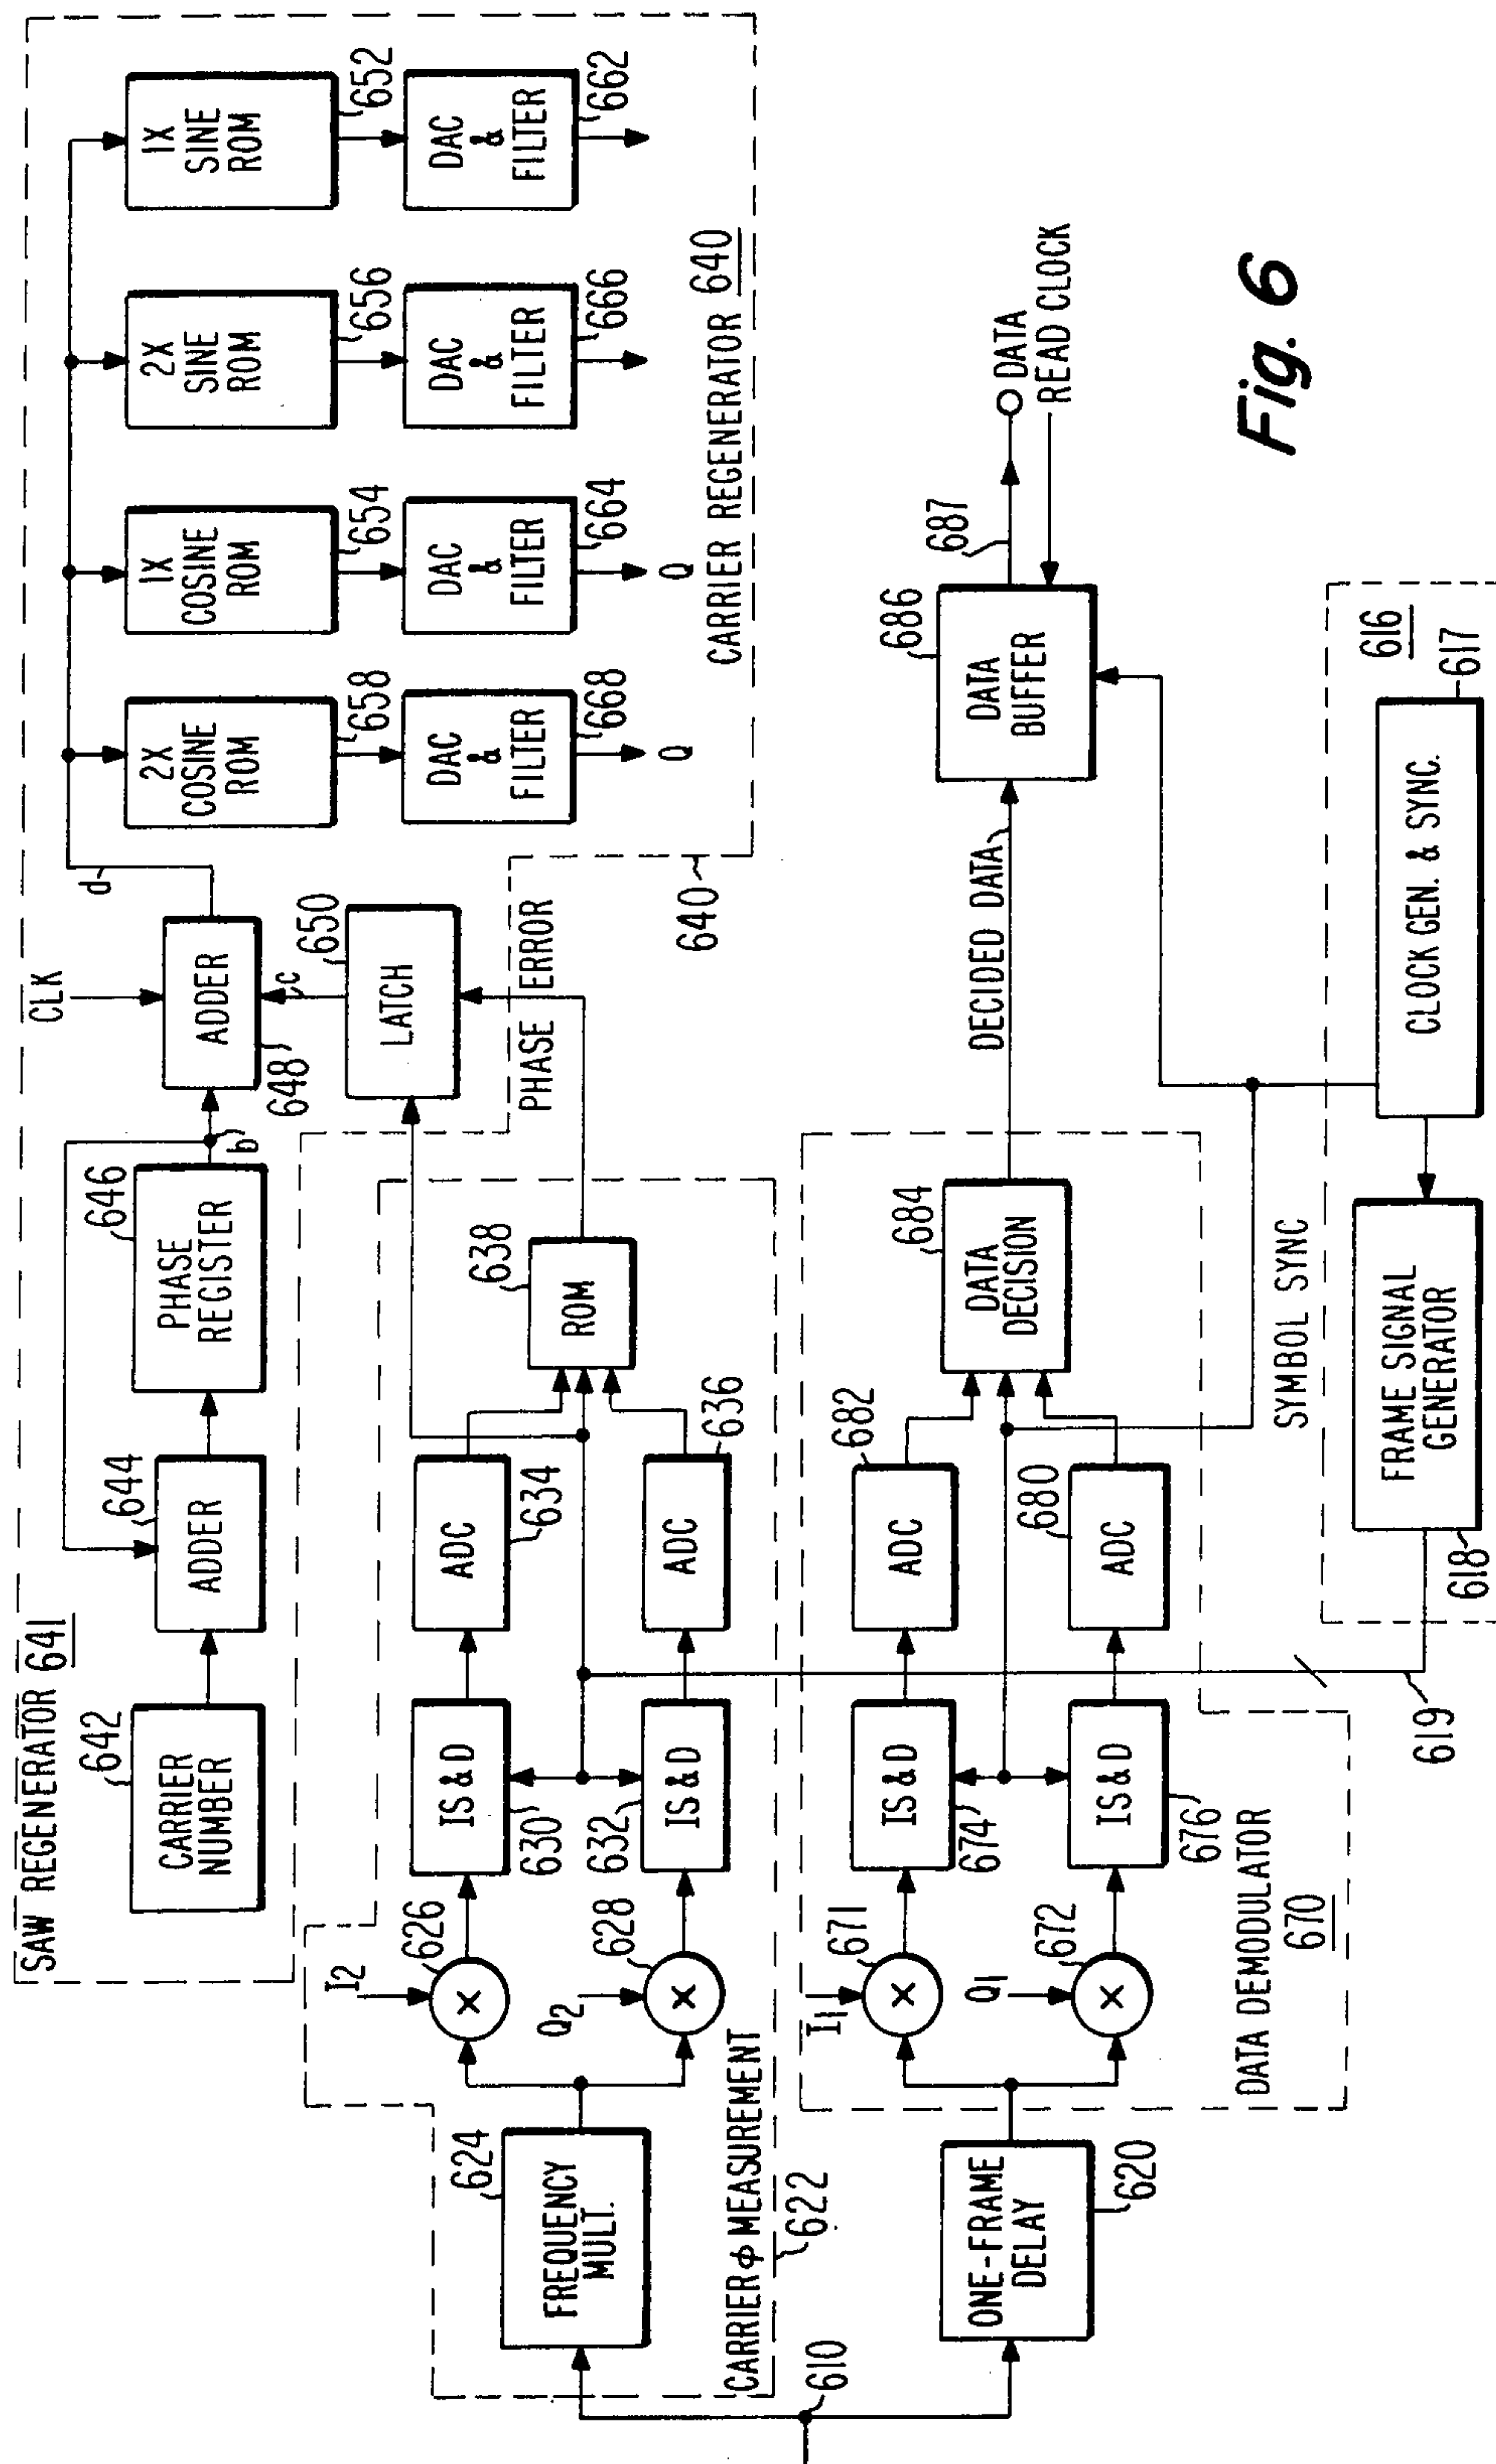 SAW REGENERATOR 641
642
CARRIER
NUMBER
644
ADDER
646
PHASE
REGISTER
b
CLK
ADDER
648
c
650
LATCH
d
2X
COSINE
ROM
658
DAC
&
FILTER
668
Q
1X
COSINE
ROM
654
DAC
&
FILTER
664
Q
2X
SINE
ROM
656
DAC
&
FILTER
666
1X
SINE
ROM
652
DAC
&
FILTER
662
CARRIER REGENERATOR 640
640
PHASE ERROR
610
624
FREQUENCY
MULT.
CARRIER ϕ MEASUREMENT
622
I2
626
X
Q2
628
X
630
IS&D
632
IS&D
634
ADC
636
ADC
638
ROM
620
ONE-FRAME
DELAY
I1
671
X
Q1
672
X
674
IS&D
676
IS&D
682
ADC
680
ADC
684
DATA
DECISION
DATA DEMODULATOR
670
DECIDED DATA
686
DATA
BUFFER
687
DATA
READ CLOCK
619
SYMBOL SYNC
618
FRAME SIGNAL
GENERATOR
616
617
CLOCK GEN. & SYNC.
Fig. 6